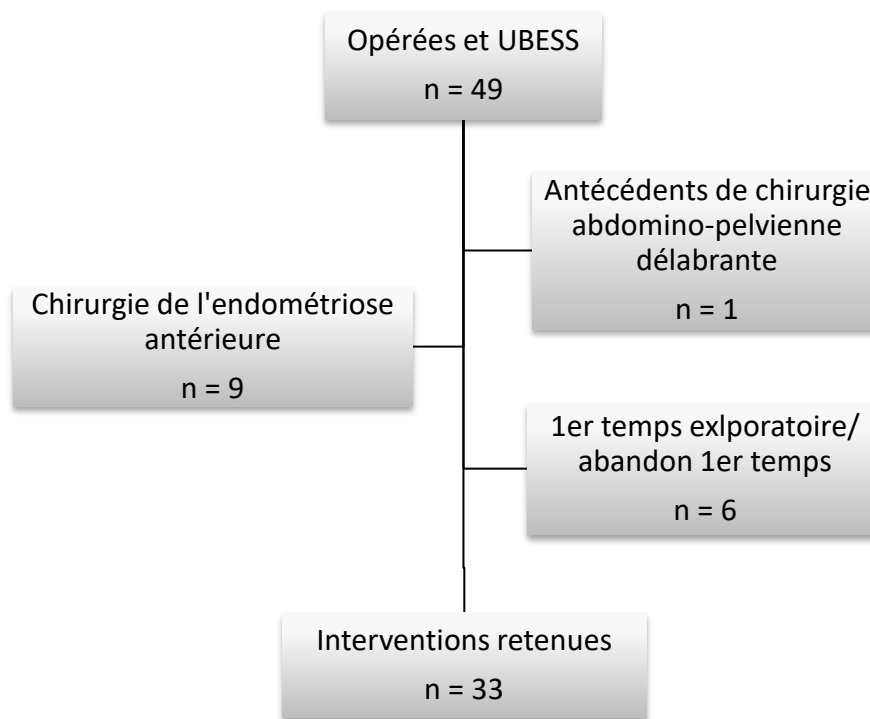 Opérées et UBESS
n = 49
Antécédents de chirurgie
abdomino-pelvienne
délabrante
n = 1
Chirurgie de l'endométriose
antérieure
n = 9
1er temps exlporatoire/
abandon 1er temps
n = 6
Interventions retenues
n = 33